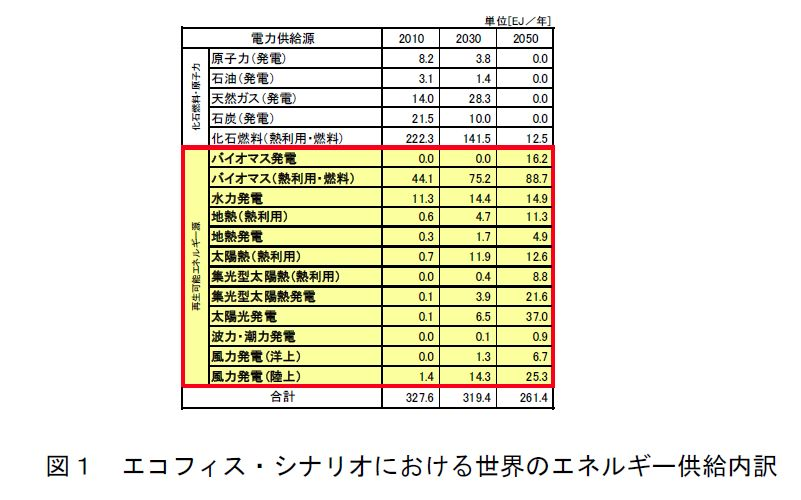 単位[EJ/年]
電力供給源 2010 2030 2050
化石燃料・原子力
原子力(発電) 8.2 3.8 0.0
石油(発電) 3.1 1.4 0.0
天然ガス(発電) 14.0 28.3 0.0
石炭(発電) 21.5 10.0 0.0
化石燃料(熱利用・燃料) 222.3 141.5 12.5
再生可能エネルギー源
バイオマス発電 0.0 0.0 16.2
バイオマス(熱利用・燃料) 44.1 75.2 88.7
水力発電 11.3 14.4 14.9
地熱(熱利用) 0.6 4.7 11.3
地熱発電 0.3 1.7 4.9
太陽熱(熱利用) 0.7 11.9 12.6
集光型太陽熱(熱利用) 0.0 0.4 8.8
集光型太陽熱発電 0.1 3.9 21.6
太陽光発電 0.1 6.5 37.0
波力・潮力発電 0.0 0.1 0.9
風力発電(洋上) 0.0 1.3 6.7
風力発電(陸上) 1.4 14.3 25.3
合計 327.6 319.4 261.4
図1 エコフィス・シナリオにおける世界のエネルギー供給内訳